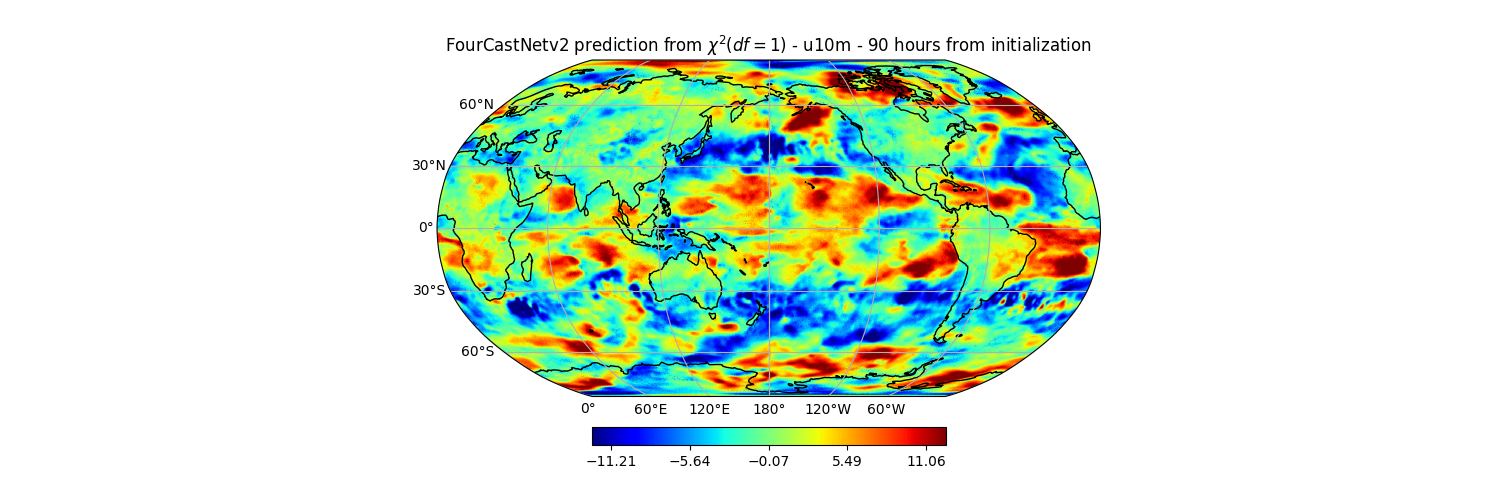 FourCastNetv2 prediction from χ²(df = 1) - u10m - 90 hours from initialization
60°N
30°N
0°
30°S
60°S
0° 60°E 120°E 180° 120°W 60°W
−11.21 −5.64 −0.07 5.49 11.06